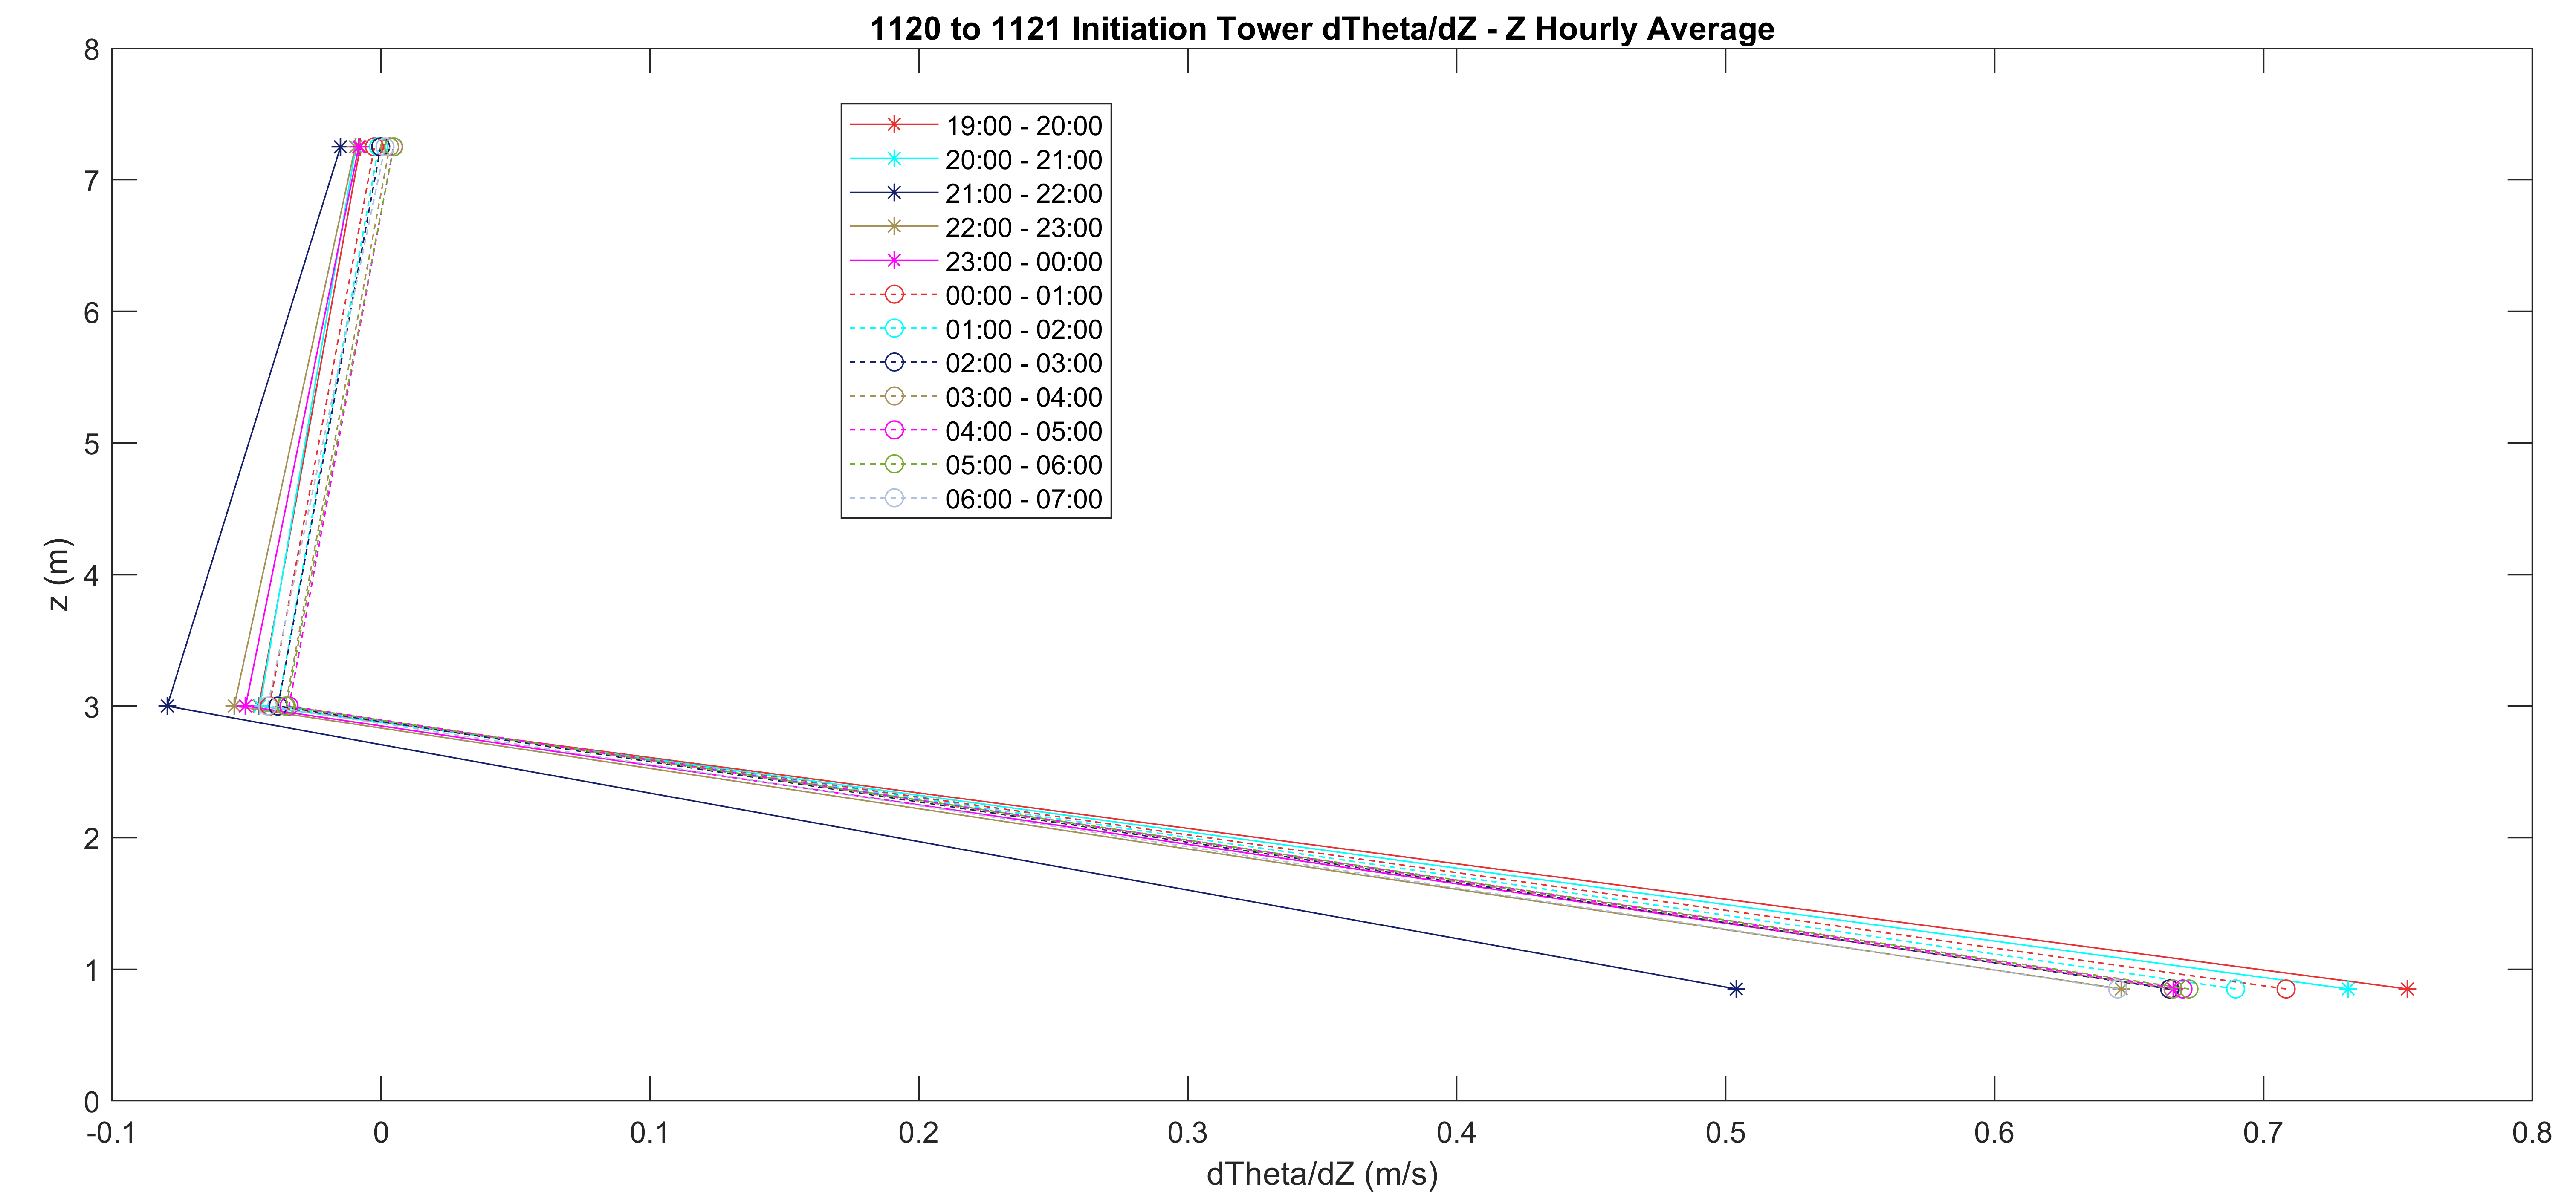 1120 to 1121 Initiation Tower dTheta/dZ - Z Hourly Average
8
7
6
5
4
3
2
1
0
z (m)
19:00 - 20:00
20:00 - 21:00
21:00 - 22:00
22:00 - 23:00
23:00 - 00:00
00:00 - 01:00
01:00 - 02:00
02:00 - 03:00
03:00 - 04:00
04:00 - 05:00
05:00 - 06:00
06:00 - 07:00
-0.1 0 0.1 0.2 0.3 0.4 0.5 0.6 0.7 0.8
dTheta/dZ (m/s)